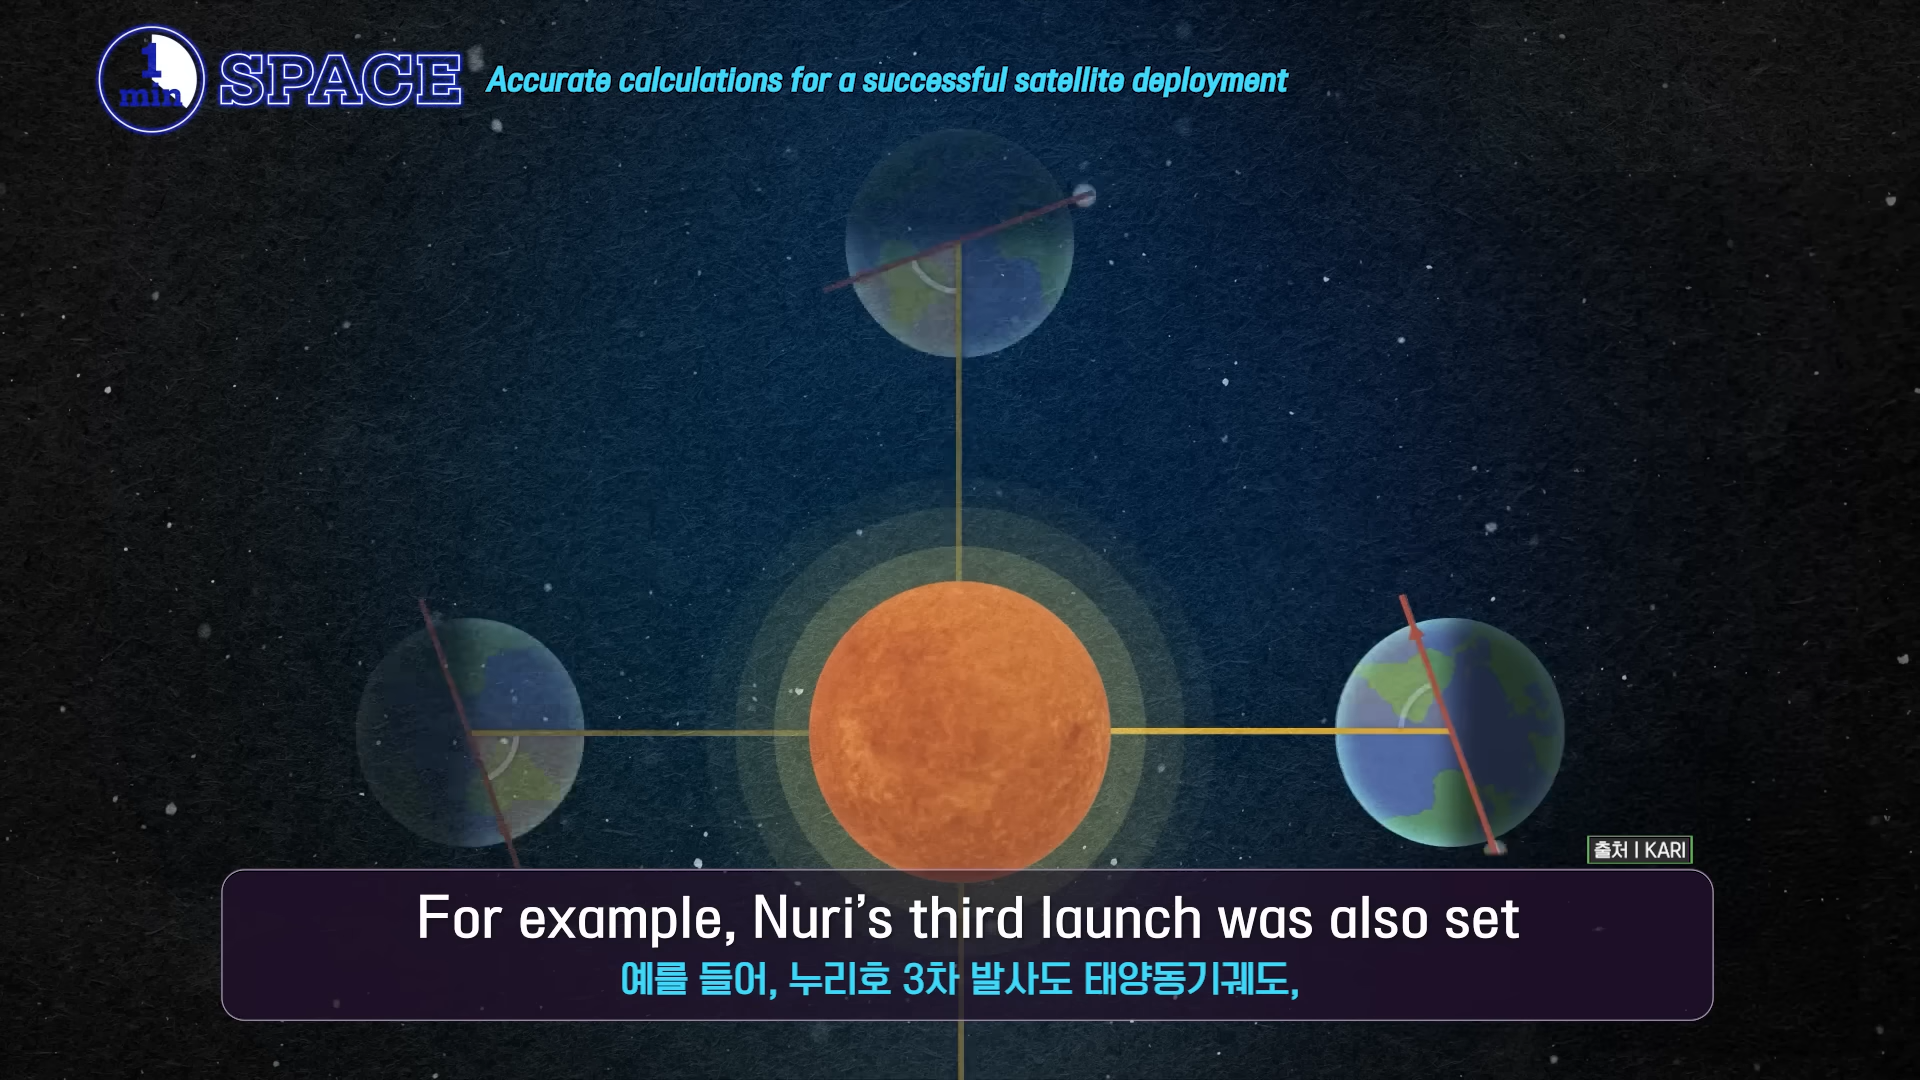 1
min
SPACE
Accurate calculations for a successful satellite deployment
출처 | KARI
For example, Nuri’s third launch was also set
예를 들어, 누리호 3차 발사도 태양동기궤도,